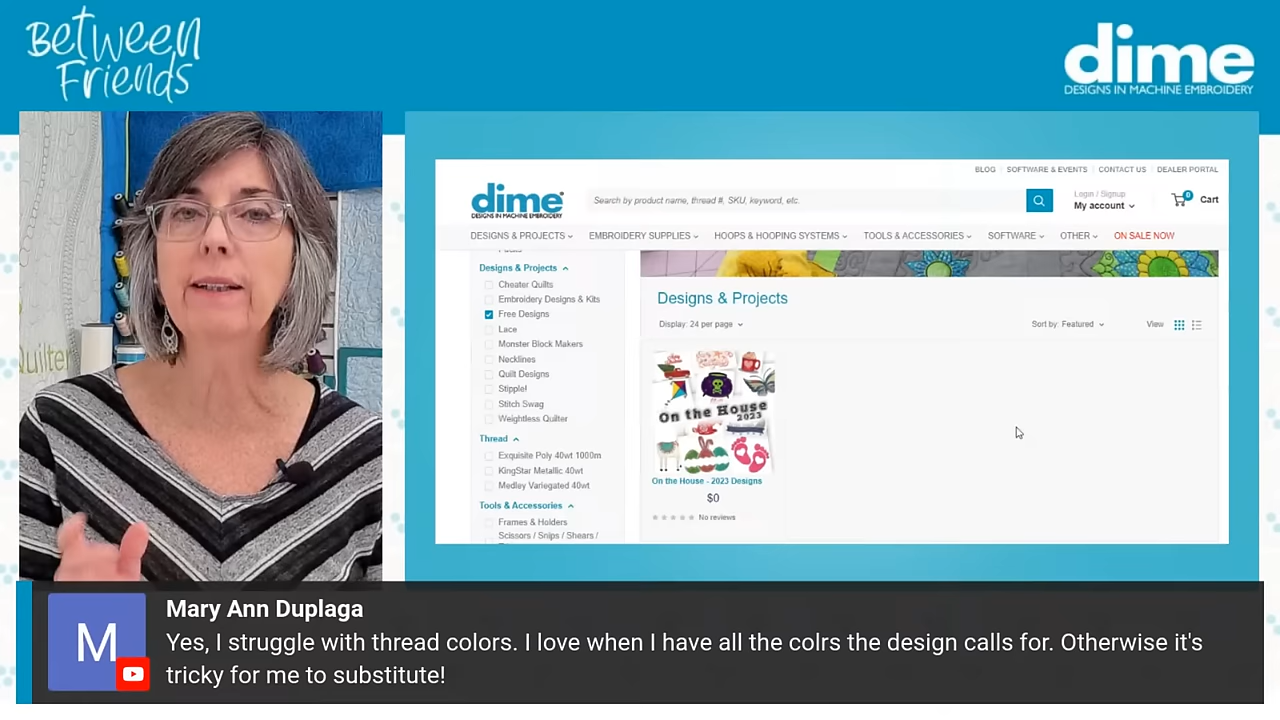 Between
Friends
dime
DESIGNS IN MACHINE EMBROIDERY
Quilter
BLOG SOFTWARE & EVENTS CONTACT US DEALER PORTAL
dime
DESIGNS IN MACHINE EMBROIDERY
Search by product name, thread #, SKU, keyword, etc.
Login / Signup
My account
0
Cart
DESIGNS & PROJECTS EMBROIDERY SUPPLIES HOOPS & HOOPING SYSTEMS TOOLS & ACCESSORIES SOFTWARE OTHER ON SALE NOW
Designs & Projects
Cheater Quilts
Embroidery Designs & Kits
Free Designs
Lace
Monster Block Makers
Necklines
Quilt Designs
Stipple!
Stitch Swag
Weightless Quilter
Thread
Exquisite Poly 40wt 1000m
KingStar Metallic 40wt
Medley Variegated 40wt
Tools & Accessories
Frames & Holders
Scissors / Snips / Shears /
Designs & Projects
Display: 24 per page
Sort by: Featured
View
On the House
2023
On the House - 2023 Designs
$0
No reviews
M
Mary Ann Duplaga
Yes, I struggle with thread colors. I love when I have all the colrs the design calls for. Otherwise it's
tricky for me to substitute!